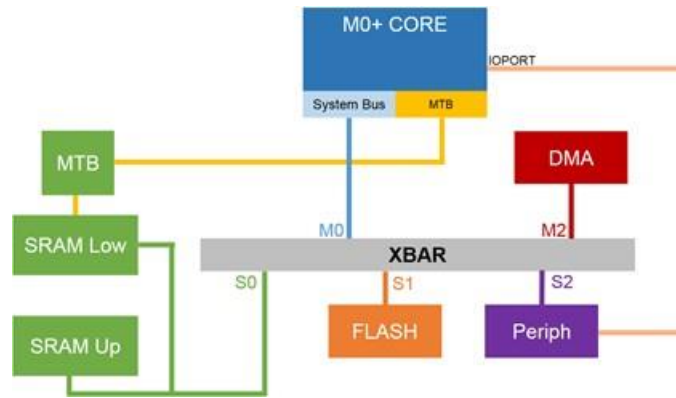 M0+ CORE
IOPORT
System Bus
MTB
MTB
DMA
SRAM Low
M0
M2
XBAR
S0
S1
S2
SRAM Up
FLASH
Periph